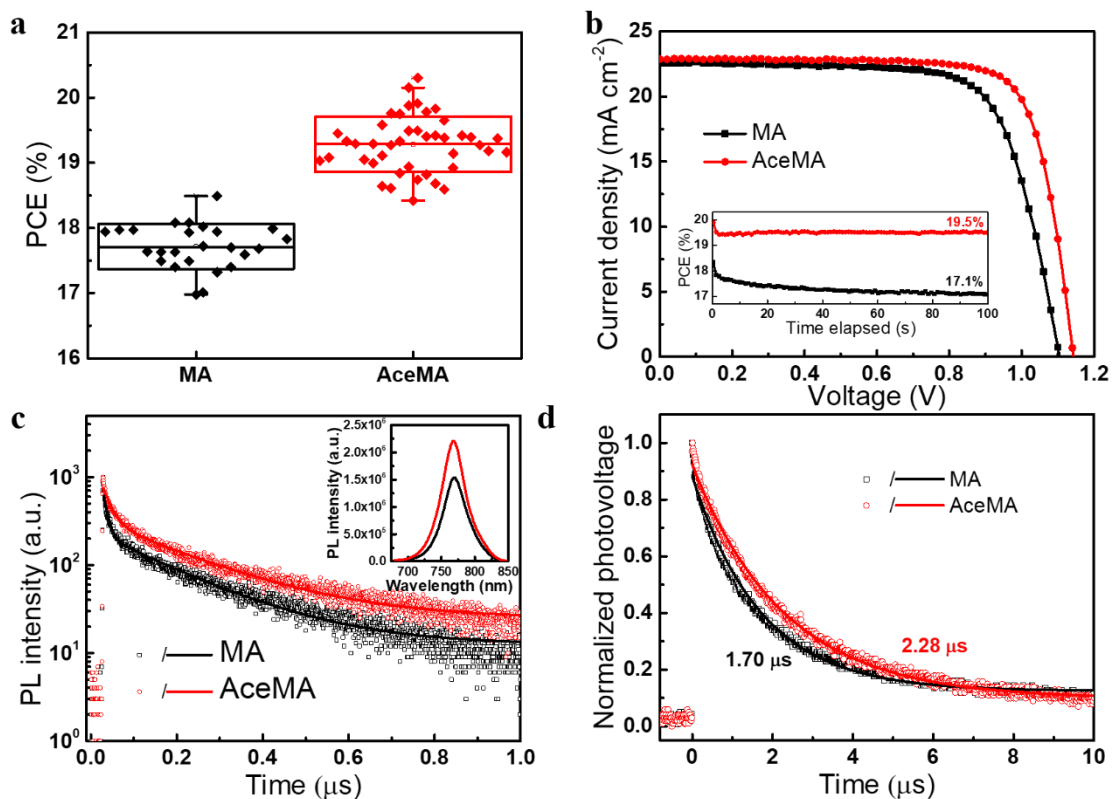 a
21
20
19
18
17
16
PCE (%)
MA
AceMA
b
25
20
15
10
5
0
Current density (mA cm⁻²)
MA
AceMA
PCE (%)
20
19
18
17
19.5%
17.1%
0 20 40 60 80 100
Time elapsed (s)
0.0 0.2 0.4 0.6 0.8 1.0 1.2
Voltage (V)
c
10³
10²
10¹
10⁰
PL intensity (a.u.)
/ MA
/ AceMA
PL intensity (a.u.)
2.5x10⁶
2.0x10⁶
1.5x10⁶
1.0x10⁶
5.0x10⁵
0.0
700 750 800 850
Wavelength (nm)
0.0 0.2 0.4 0.6 0.8 1.0
Time (μs)
d
1.0
0.8
0.6
0.4
0.2
0.0
Normalized photovoltage
/ MA
/ AceMA
1.70 μs
2.28 μs
0 2 4 6 8 10
Time (μs)